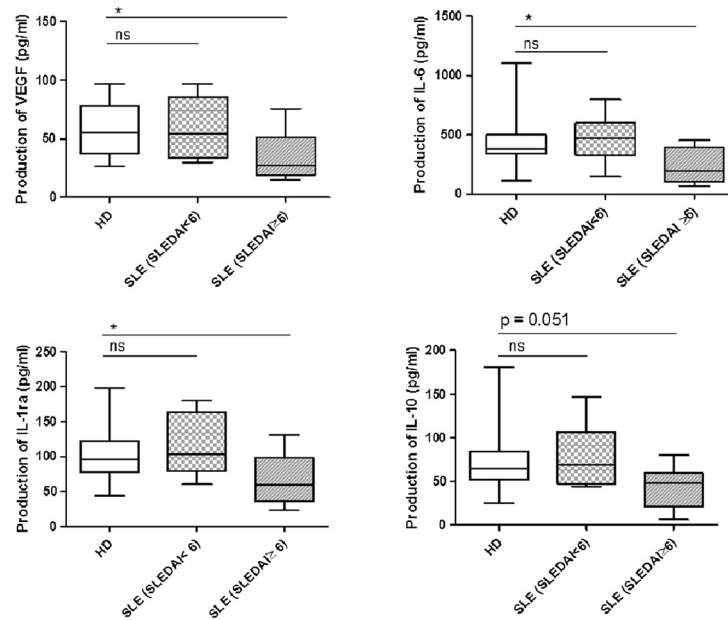 *
ns
Production of VEGF (pg/ml)
150
100
50
0
HD
SLE (SLEDAI<6)
SLE (SLEDAI≥6)
*
ns
Production of IL-6 (pg/ml)
1500
1000
500
0
HD
SLE (SLEDAI<6)
SLE (SLEDAI ≥6)
*
ns
Production of IL-1ra (pg/ml)
250
200
150
100
50
0
HD
SLE (SLEDAI< 6)
SLE (SLEDAI≥ 6)
p = 0.051
ns
Production of IL-10 (pg/ml)
200
150
100
50
0
HD
SLE (SLEDAI<6)
SLE (SLEDAI≥6)